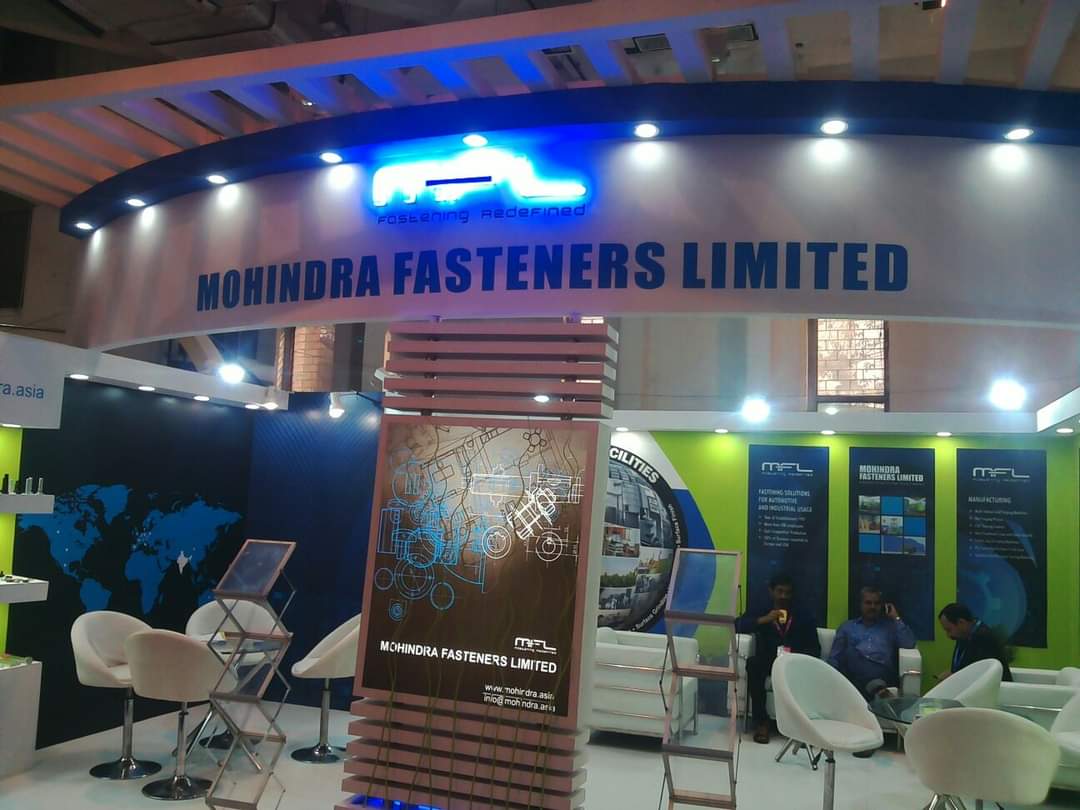 MFL
Fastening Redefined
MOHINDRA FASTENERS LIMITED
ra.asia
CILITIES
MFL
FASTENING SOLUTIONS
FOR AUTOMOTIVE
AND INDUSTRIAL USAGE
MOHINDRA
FASTENERS LIMITED
MFL
MANUFACTURING
MFL
MOHINDRA FASTENERS LIMITED
www.mohindra.asia
info@mohindra.asia